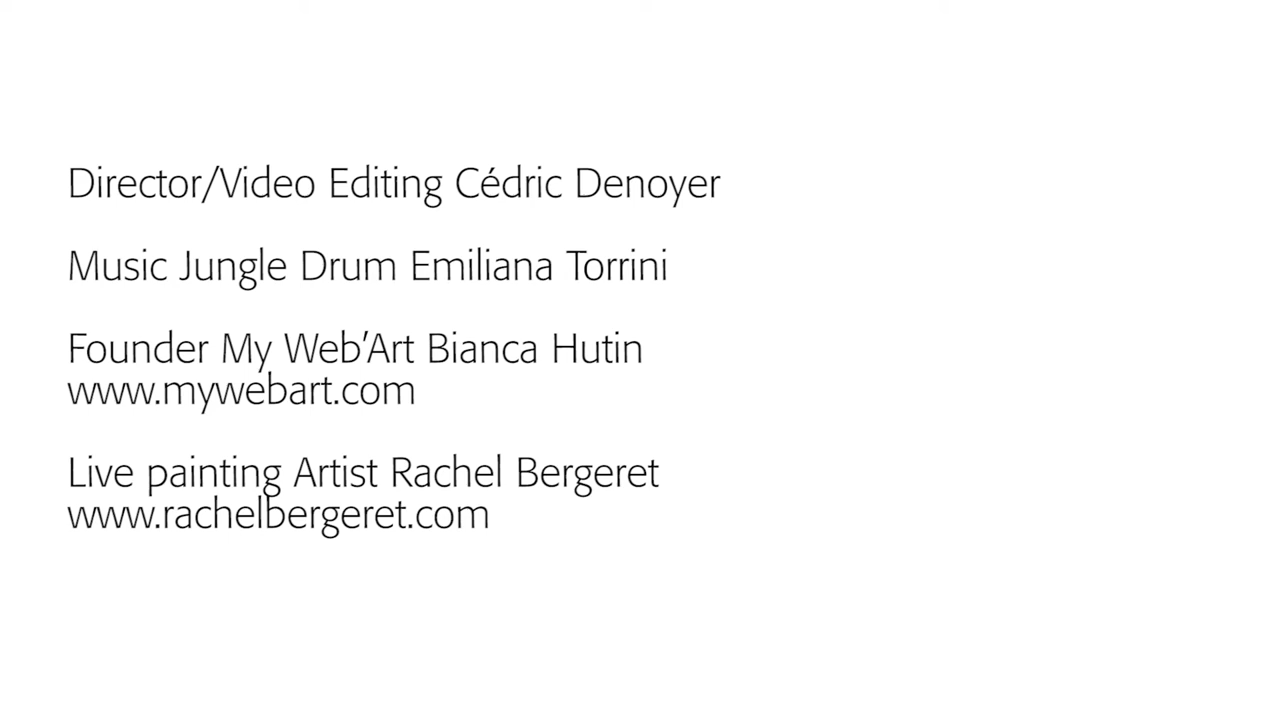 Director/Video Editing Cédric Denoyer
Music Jungle Drum Emiliana Torrini
Founder My Web’Art Bianca Hutin
www.mywebart.com
Live painting Artist Rachel Bergeret
www.rachelbergeret.com